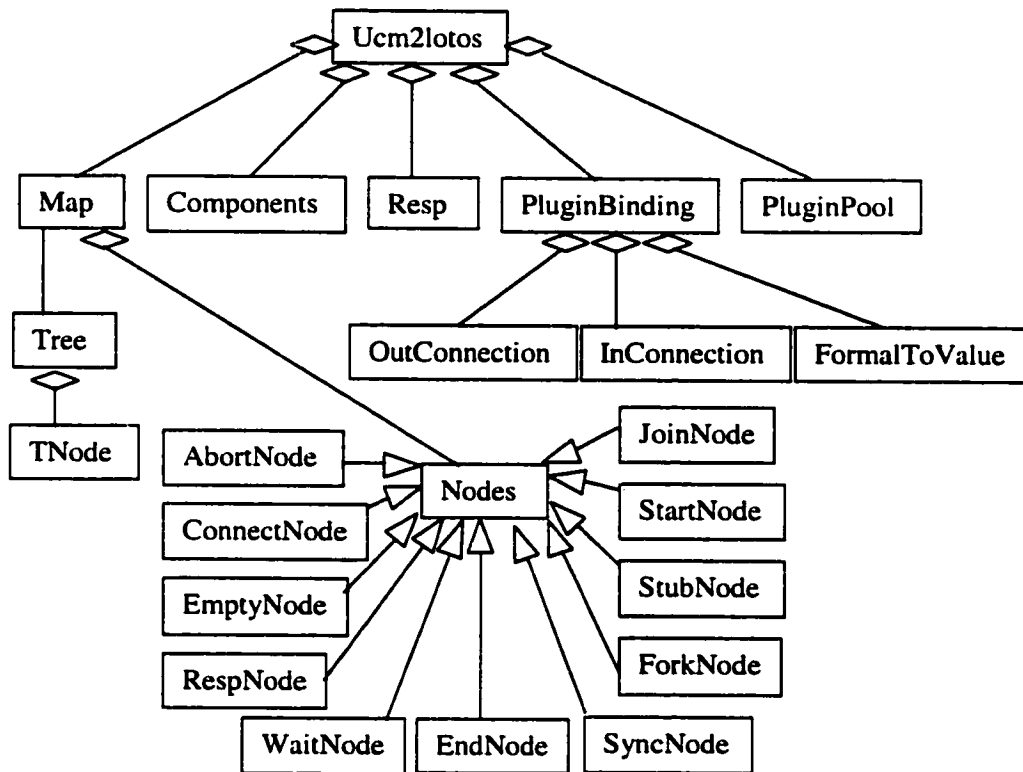 Ucm2lotos
Map
Components
Resp
PluginBinding
PluginPool
Tree
OutConnection
InConnection
FormalToValue
TNode
AbortNode
JoinNode
Nodes
ConnectNode
StartNode
EmptyNode
StubNode
RespNode
ForkNode
WaitNode
EndNode
SyncNode